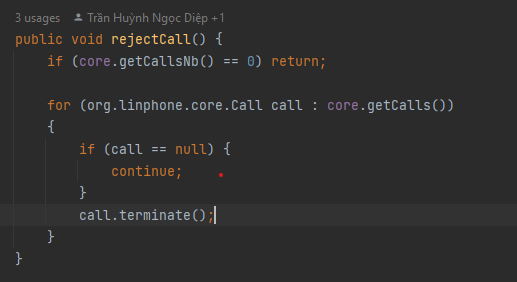 3 usages Trần Huỳnh Ngọc Diệp +1
public void rejectCall() {
if (core.getCallsNb() == 0) return;
for (org.linphone.core.Call call : core.getCalls())
{
if (call == null) {
continue;
}
call.terminate();
}
}